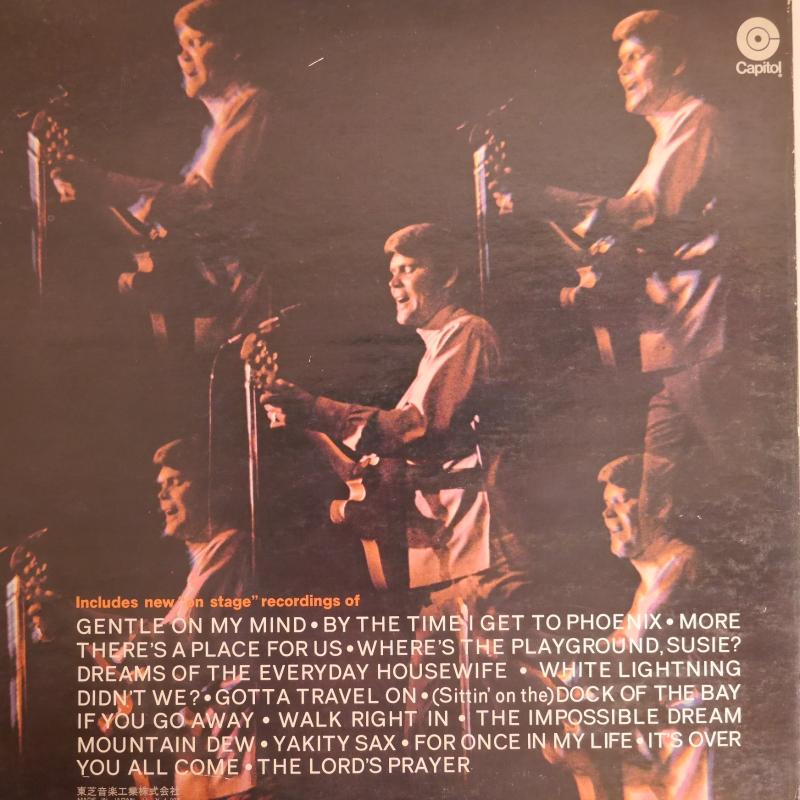 Capitol
Includes new "on stage" recordings of
GENTLE ON MY MIND • BY THE TIME I GET TO PHOENIX • MORE
THERE'S A PLACE FOR US • WHERE'S THE PLAYGROUND, SUSIE?
DREAMS OF THE EVERYDAY HOUSEWIFE • WHITE LIGHTNING
DIDN'T WE? • GOTTA TRAVEL ON • (Sittin' on the) DOCK OF THE BAY
IF YOU GO AWAY • WALK RIGHT IN • THE IMPOSSIBLE DREAM
MOUNTAIN DEW • YAKITY SAX • FOR ONCE IN MY LIFE • IT'S OVER
YOU ALL COME • THE LORD'S PRAYER
東芝音楽工業株式会社